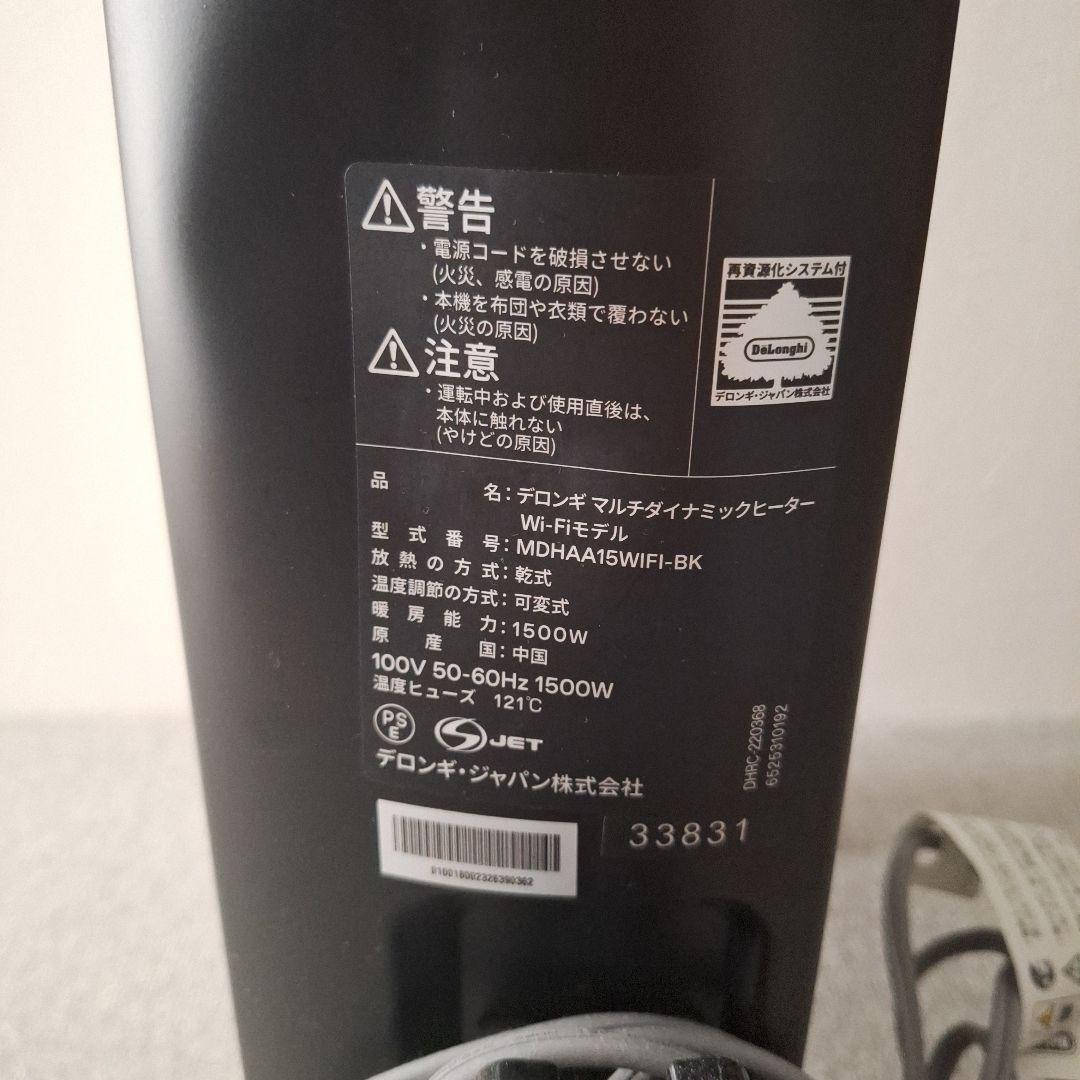 警告
・電源コードを破損させない
(火災、感電の原因)
・本機を布団や衣類で覆わない
(火災の原因)
注意
・運転中および使用直後は、
本体に触れない
(やけどの原因)
再資源化システム付
DeLonghi
デロンギ・ジャパン株式会社
品名：デロンギ マルチダイナミックヒーター
Wi-Fiモデル
型式番号：MDHAA15WIFI-BK
放熱の方式：乾式
温度調節の方式：可変式
暖房能力：1500W
原産国：中国
100V 50-60Hz 1500W
温度ヒューズ 121℃
PSE
JET
デロンギ・ジャパン株式会社
DHRC-220368
6525310192
33831
010018002326390362